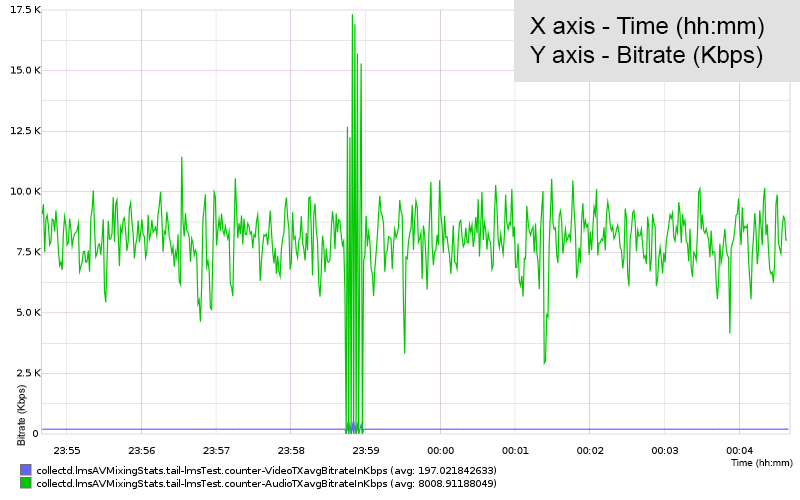 17.5 K
X axis - Time (hh:mm)
Y axis - Bitrate (Kbps)
15.0 K
12.5 K
10.0 K
7.5 K
5.0 K
2.5 K
0
Bitrate (Kbps)
23:55 23:56 23:57 23:58 23:59 00:00 00:01 00:02 00:03 00:04
Time (hh:mm)
collectd.lmsAVMixingStats.tail-lmsTest.counter-VideoTXavgBitrateInKbps (avg: 197.021842633)
collectd.lmsAVMixingStats.tail-lmsTest.counter-AudioTXavgBitrateInKbps (avg: 8008.91188049)